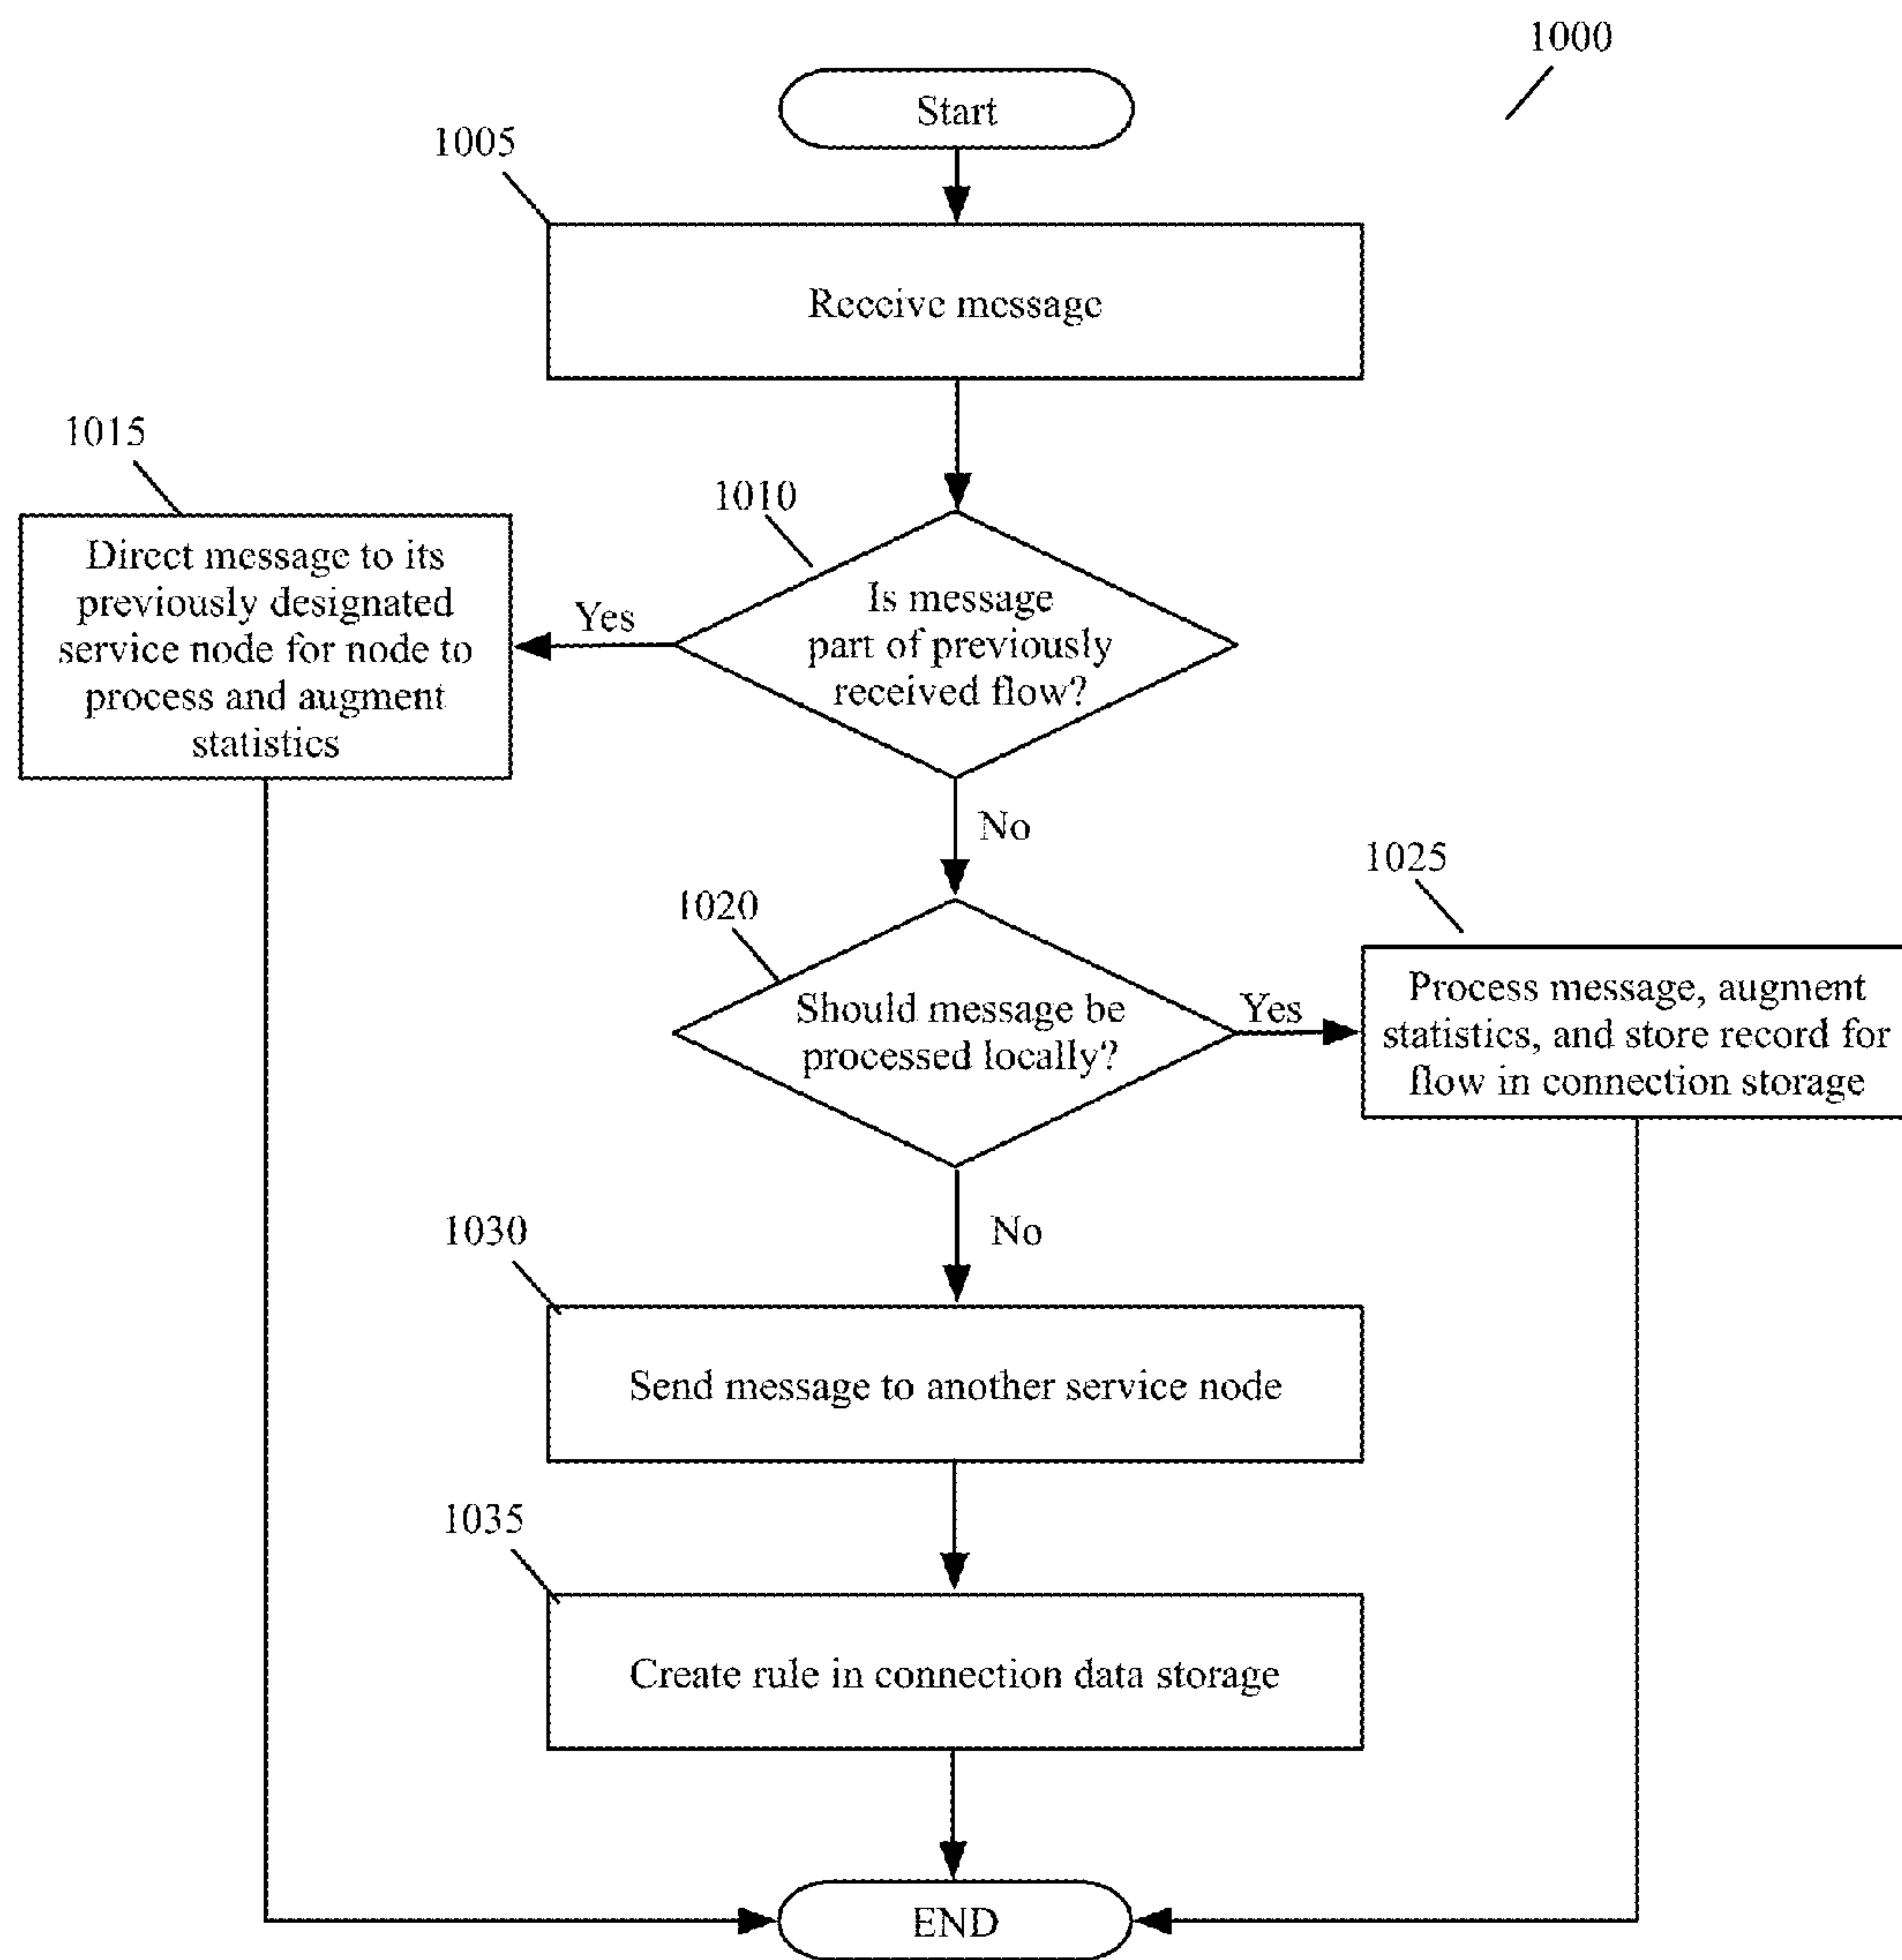 1000
Start
1005
Receive message
1015
1010
Direct message to its
previously designated
service node for node to
process and augment
statistics
Yes
Is message
part of previously
received flow?
No
1025
1020
Should message be
processed locally?
Yes
Process message, augment
statistics, and store record for
flow in connection storage
No
1030
Send message to another service node
1035
Create rule in connection data storage
END